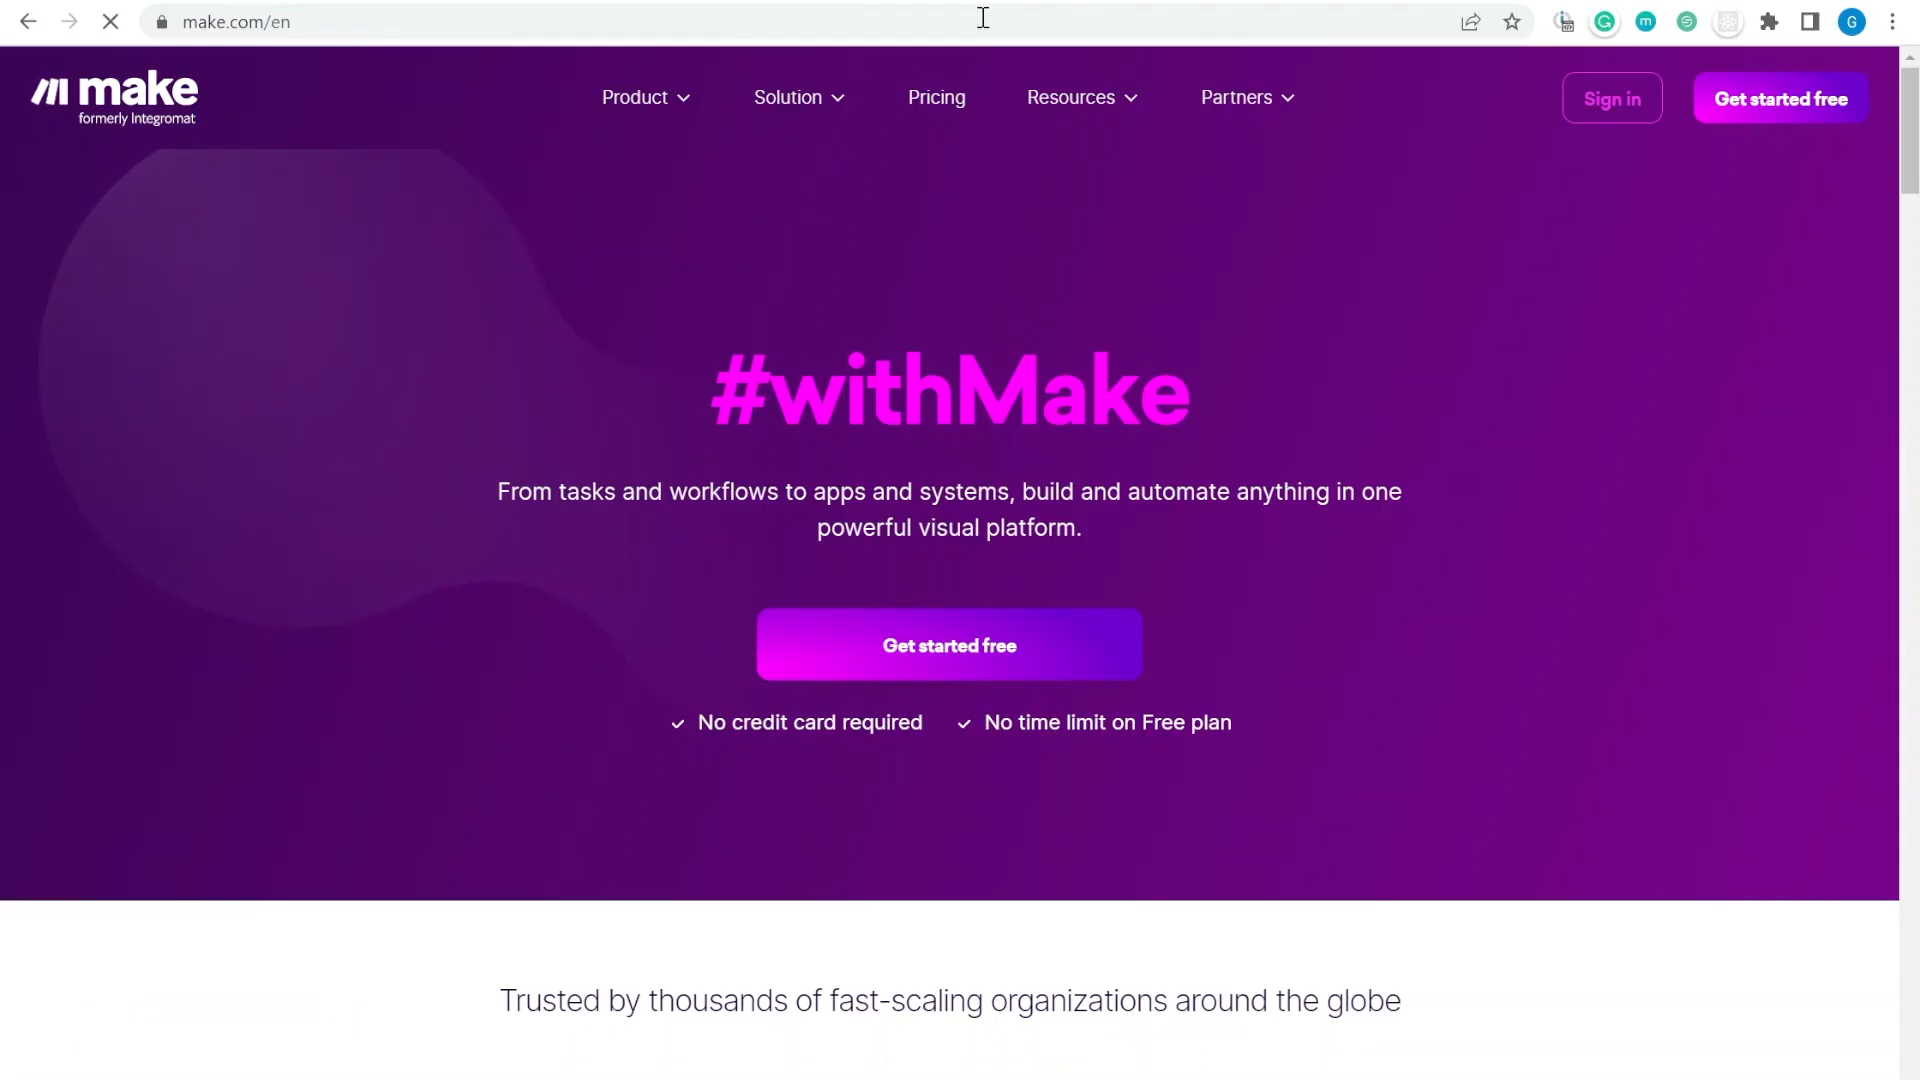 make.com/en
G
m
G
make
formerly Integromat
Product
Solution
Pricing
Resources
Partners
Sign in
Get started free
#withMake
From tasks and workflows to apps and systems, build and automate anything in one
powerful visual platform.
Get started free
No credit card required
No time limit on Free plan
Trusted by thousands of fast-scaling organizations around the globe